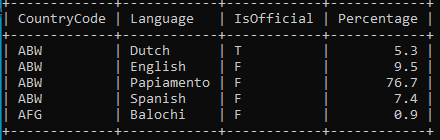 | CountryCode | Language | IsOfficial | Percentage |
| ABW | Dutch | T | 5.3 |
| ABW | English | F | 9.5 |
| ABW | Papiamento | F | 76.7 |
| ABW | Spanish | F | 7.4 |
| AFG | Balochi | F | 0.9 |